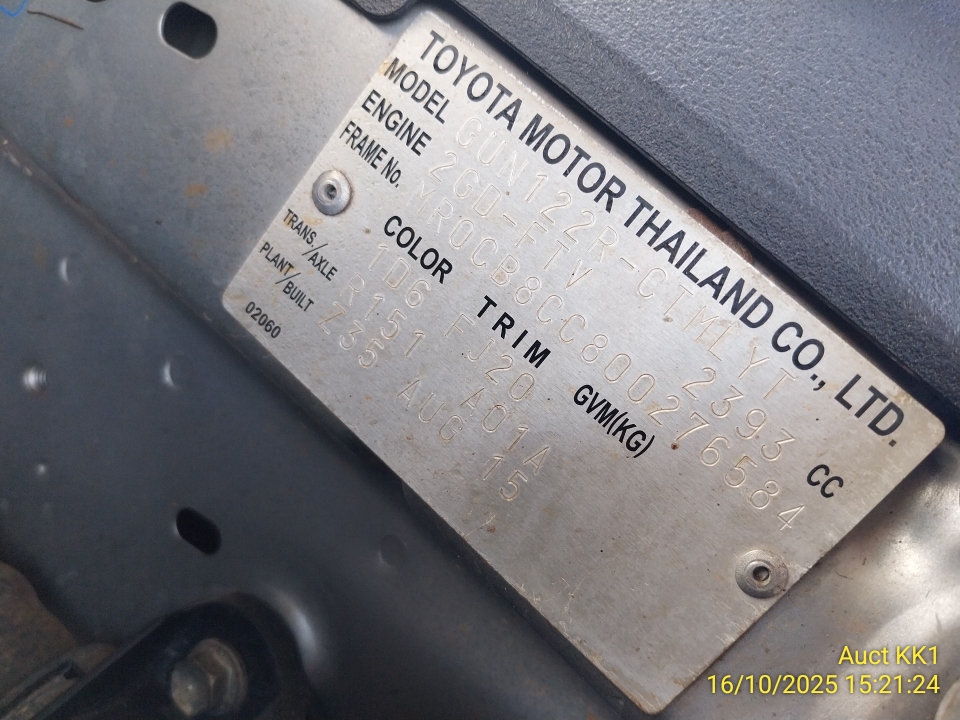 TOYOTA MOTOR THAILAND CO., LTD.
MODEL GUN122R-CTMLYT
ENGINE 2GD-FTV 2393 CC
FRAME No. MR0CB8CC800276584
COLOR TRIM GVM(KG)
1D6 FJ20
TRANS./AXLE R151 A01A
PLANT/BUILT Z35 AUG 15
02060
Auct KK1
16/10/2025 15:21:24